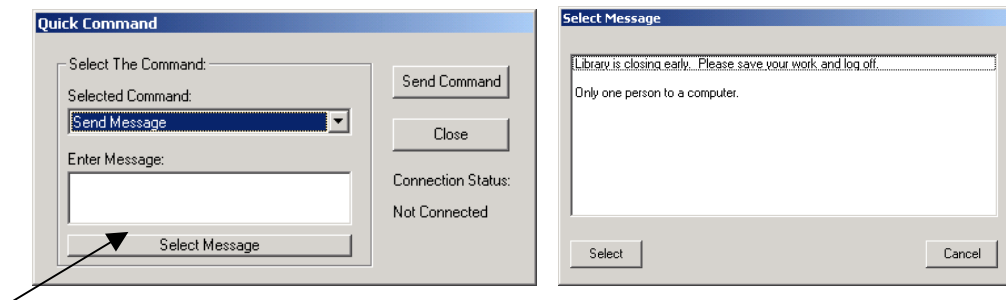 Quick Command
Select The Command:
Selected Command:
Send Message
Enter Message:
Select Message
Send Command
Close
Connection Status:
Not Connected
Select Message
Library is closing early. Please save your work and log off.
Only one person to a computer.
Select
Cancel